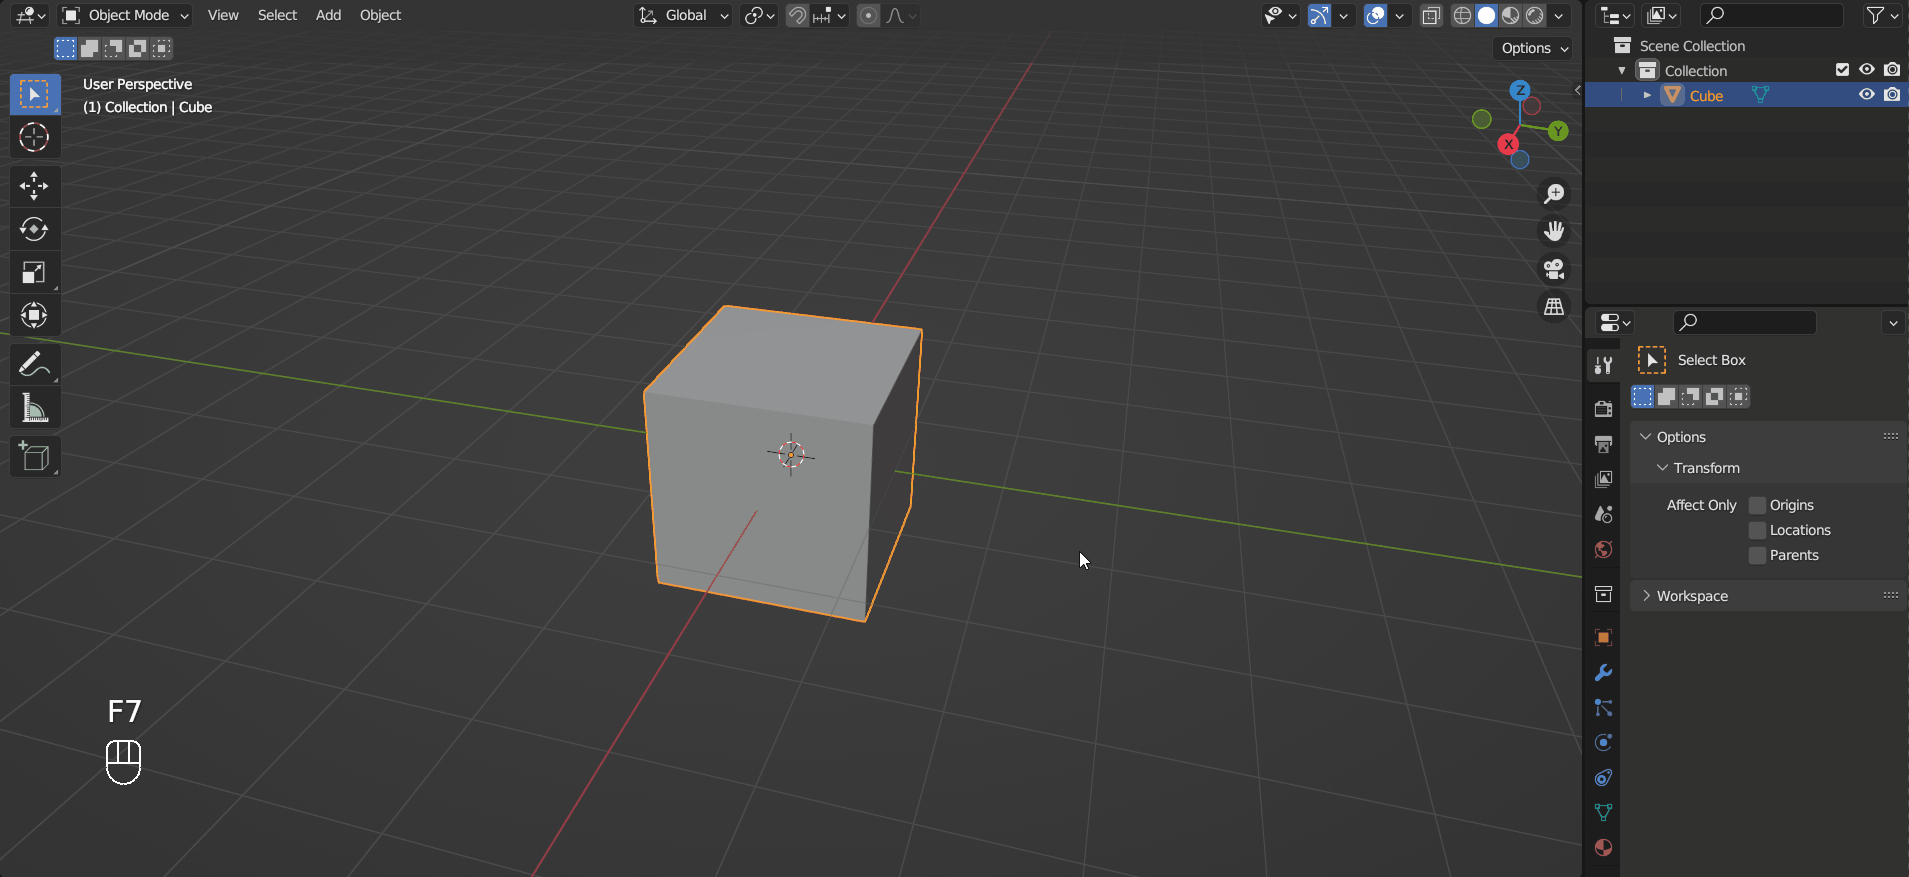 Object Mode View Select Add Object Global
Options
User Perspective
(1) Collection | Cube
Z
Y
X
F7
Scene Collection
Collection
Cube
Select Box
Options
Transform
Affect Only Origins
Locations
Parents
Workspace